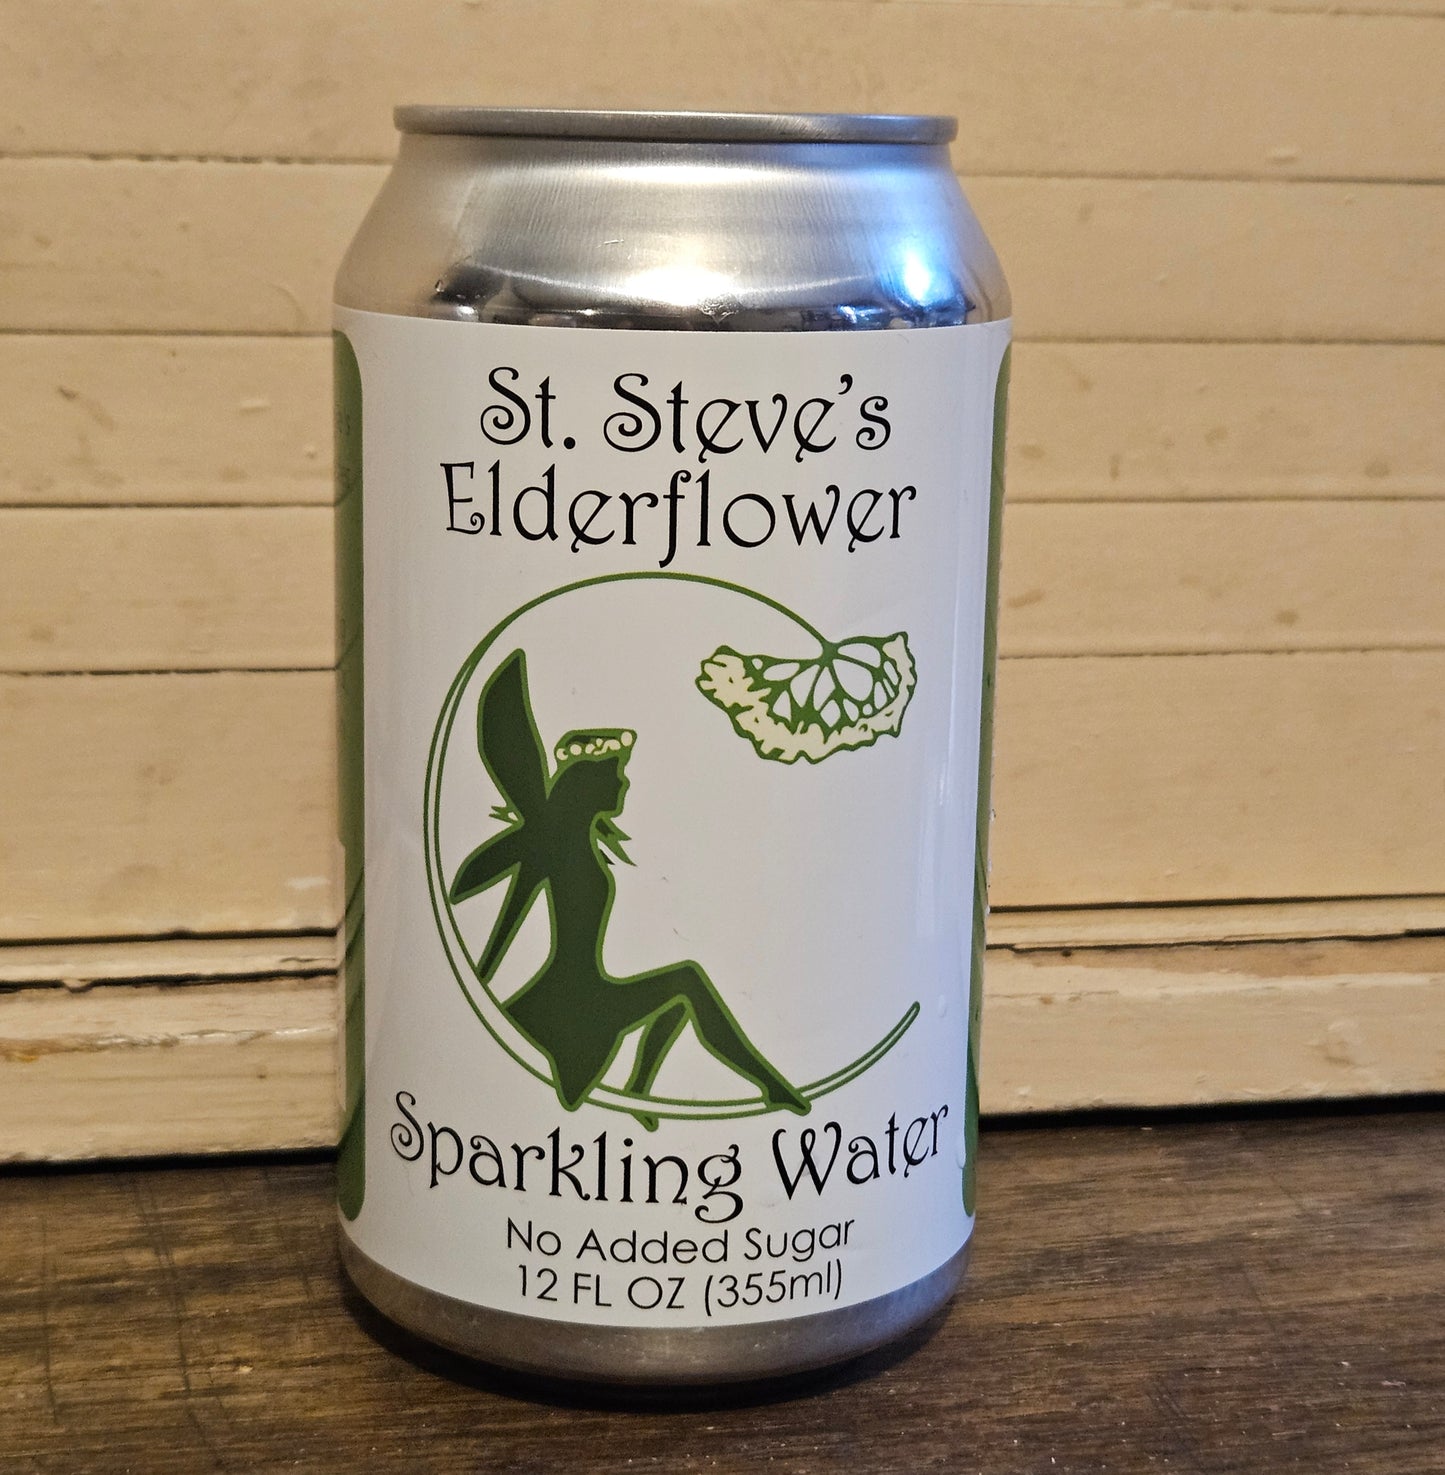 St. Steve's
Elderflower
Sparkling Water
No Added Sugar
12 FL OZ (355ml)